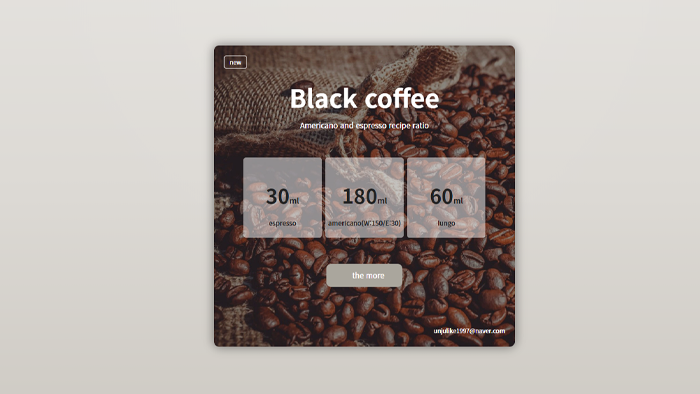 new
Black coffee
Americano and espresso recipe ratio
30ml
180ml
60ml
espresso
americano(W:150/E:30)
lungo
the more
unjulike1997@naver.com